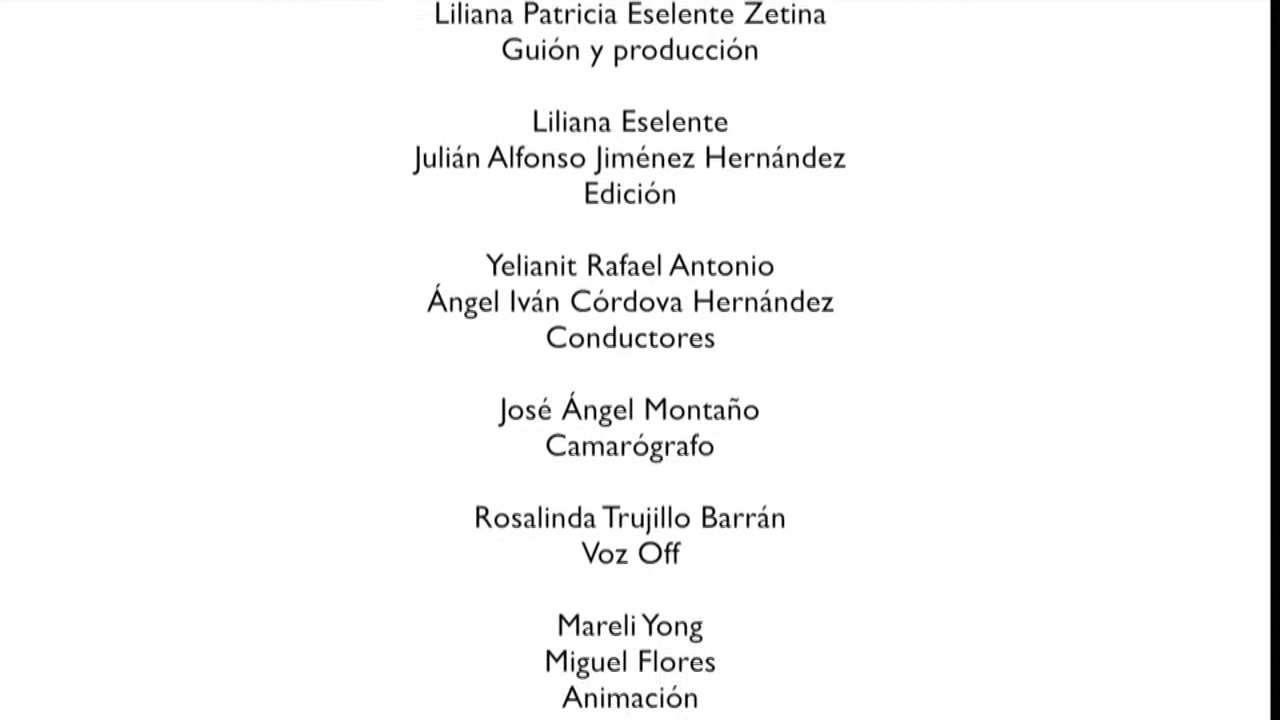 Liliana Patricia Eselente Zetina
Guión y producción
Liliana Eselente
Julián Alfonso Jiménez Hernández
Edición
Yelianit Rafael Antonio
Ángel Iván Córdova Hernández
Conductores
José Ángel Montaño
Camarógrafo
Rosalinda Trujillo Barrán
Voz Off
Mareli Yong
Miguel Flores
Animación